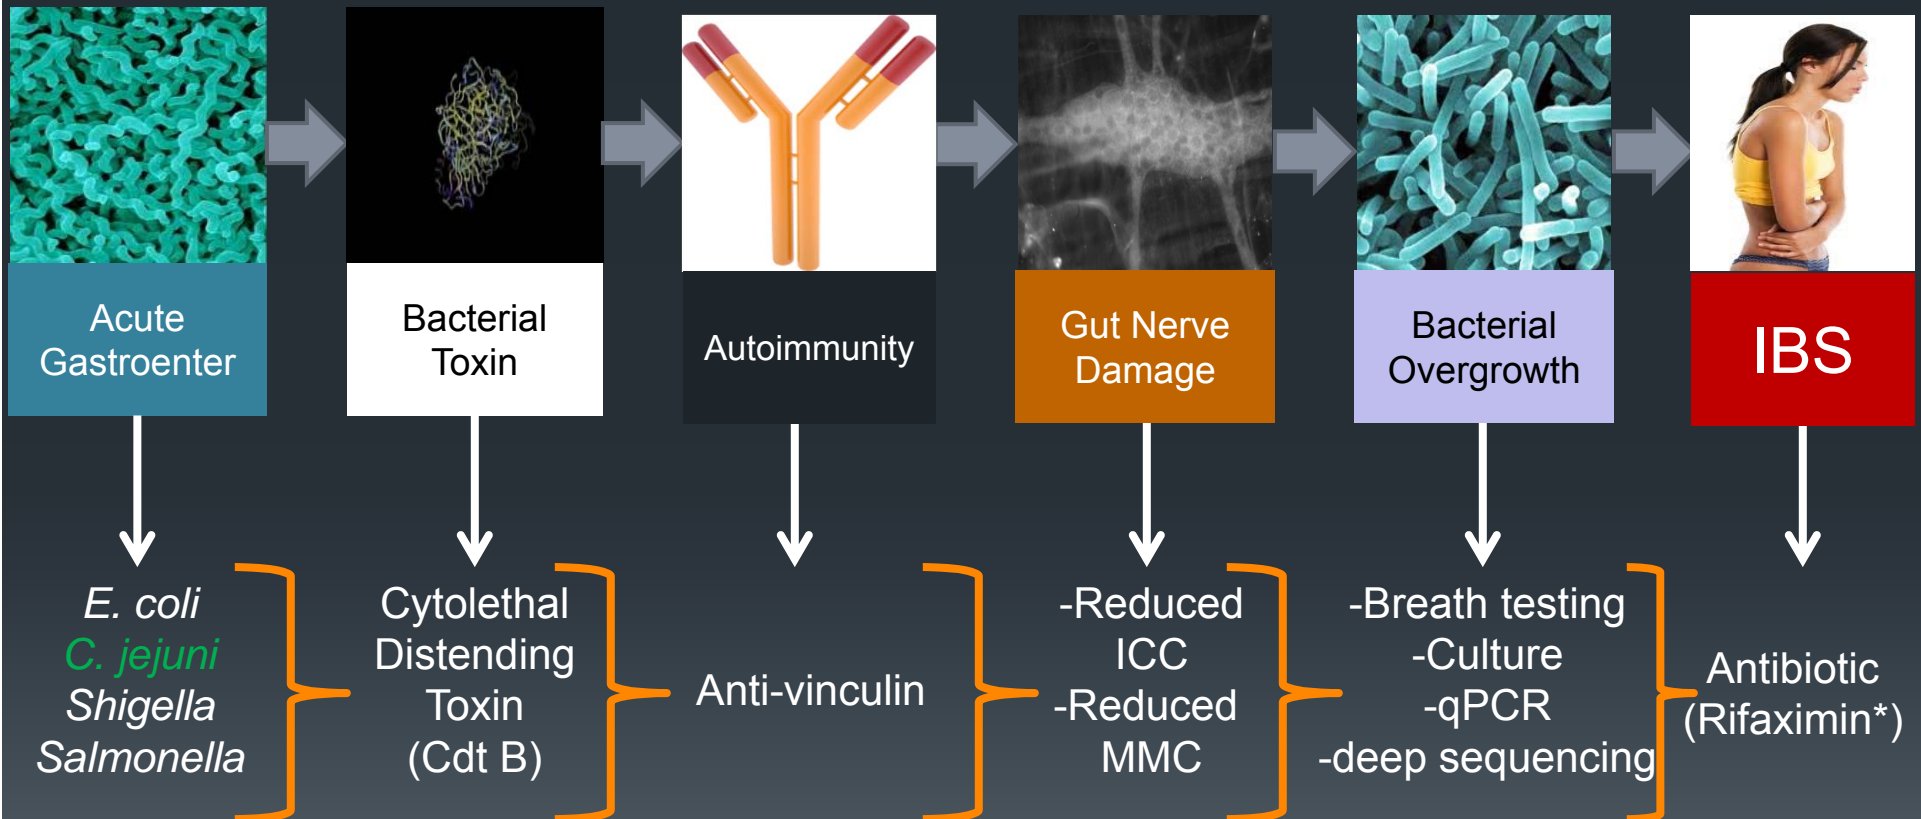 Acute
Gastroenter
Bacterial
Toxin
Autoimmunity
Gut Nerve
Damage
Bacterial
Overgrowth
IBS
E. coli
C. jejuni
Shigella
Salmonella
Cytolethal
Distending
Toxin
(Cdt B)
Anti-vinculin
-Reduced
ICC
-Reduced
MMC
-Breath testing
-Culture
-qPCR
-deep sequencing
Antibiotic
(Rifaximin*)